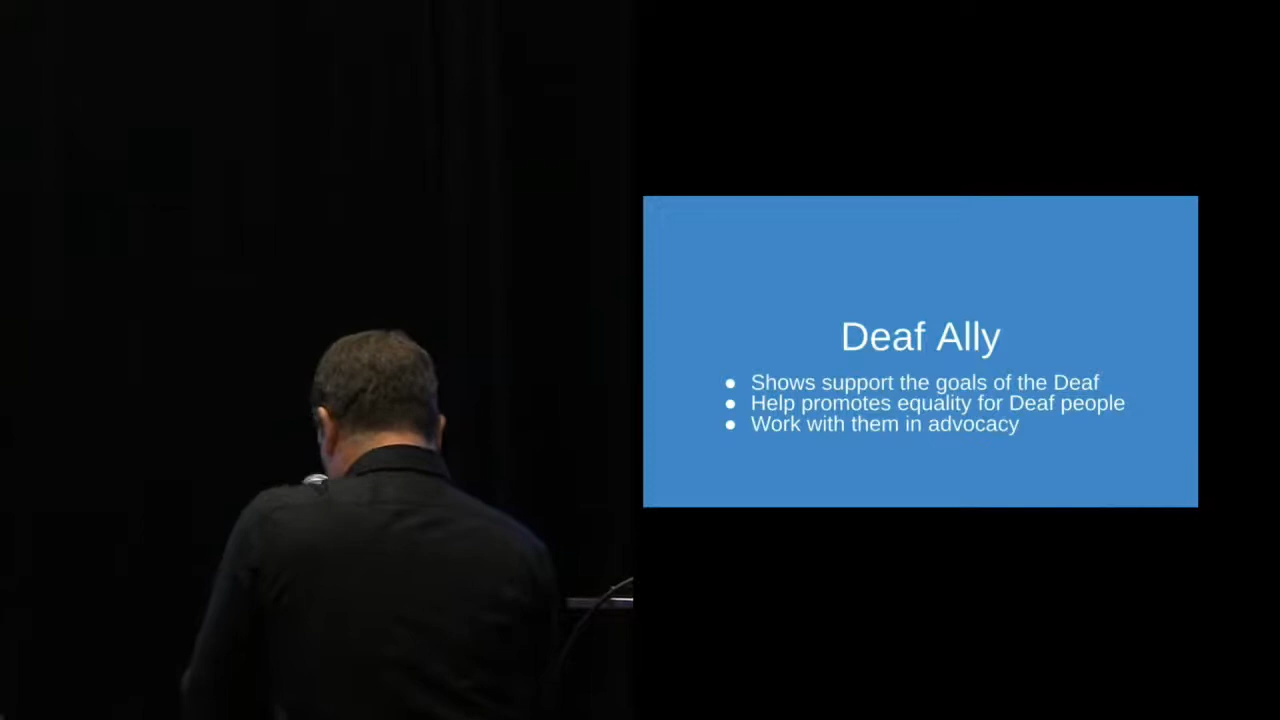 Deaf Ally
● Shows support the goals of the Deaf
● Help promotes equality for Deaf people
● Work with them in advocacy